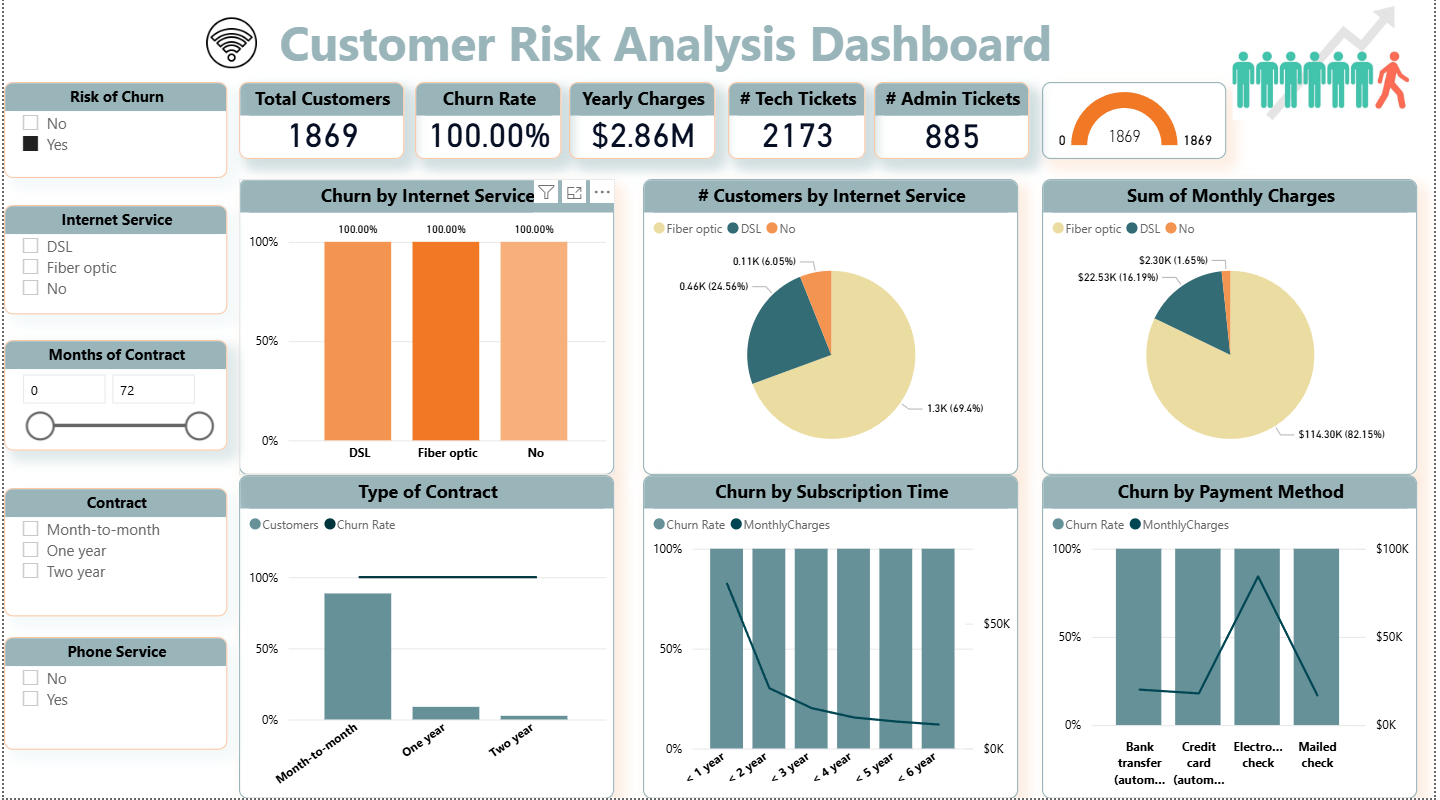 Customer Risk Analysis Dashboard
Risk of Churn
No
Yes
Internet Service
DSL
Fiber optic
No
Months of Contract
0
72
Contract
Month-to-month
One year
Two year
Phone Service
No
Yes
Total Customers
1869
Churn Rate
100.00%
Yearly Charges
$2.86M
# Tech Tickets
2173
# Admin Tickets
885
0
1869
1869
Churn by Internet Service
100.00%
100.00%
100.00%
100%
50%
0%
DSL
Fiber optic
No
# Customers by Internet Service
Fiber optic
DSL
No
0.11K (6.05%)
0.46K (24.56%)
1.3K (69.4%)
Sum of Monthly Charges
Fiber optic
DSL
No
$2.30K (1.65%)
$22.53K (16.19%)
$114.30K (82.15%)
Type of Contract
Customers
Churn Rate
100%
50%
0%
Month-to-month
One year
Two year
Churn by Subscription Time
Churn Rate
MonthlyCharges
100%
50%
0%
$50K
$0K
< 1 year
< 2 year
< 3 year
< 4 year
< 5 year
< 6 year
Churn by Payment Method
Churn Rate
MonthlyCharges
100%
50%
0%
$100K
$50K
$0K
Bank
transfer
(autom...
Credit
card
(autom...
Electro...
check
Mailed
check